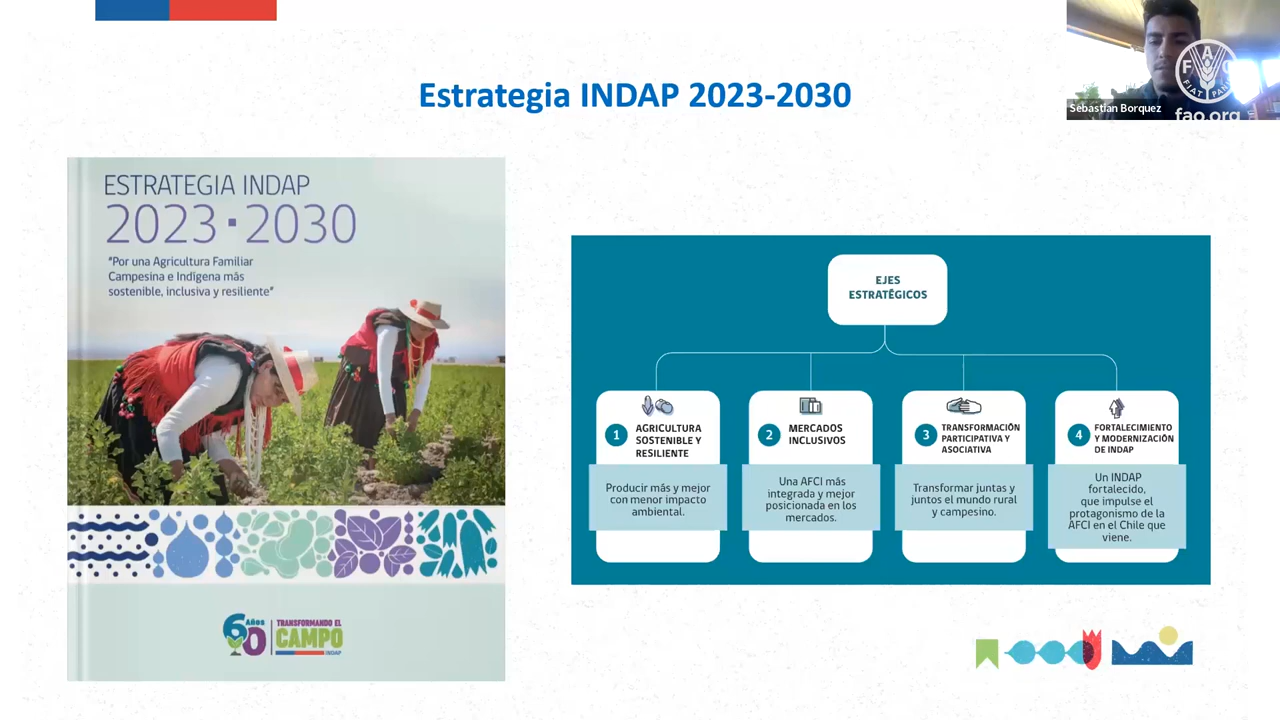 Estrategia INDAP 2023-2030
Sebastian Borquez
FAO
FIAT PANIS
fao.org
ESTRATEGIA INDAP
2023 · 2030
"Por una Agricultura Familiar
Campesina e Indígena más
sostenible, inclusiva y resiliente"
60 AÑOS
TRANSFORMANDO EL
CAMPO
INDAP
EJES
ESTRATÉGICOS
1 AGRICULTURA
SOSTENIBLE Y
RESILIENTE
Producir más y mejor
con menor impacto
ambiental.
2 MERCADOS
INCLUSIVOS
Una AFCI más
integrada y mejor
posicionada en los
mercados.
3 TRANSFORMACIÓN
PARTICIPATIVA Y
ASOCIATIVA
Transformar juntas y
juntos el mundo rural
y campesino.
4 FORTALECIMIENTO
Y MODERNIZACIÓN
DE INDAP
Un INDAP
fortalecido,
que impulse el
protagonismo de la
AFCI en el Chile que
viene.